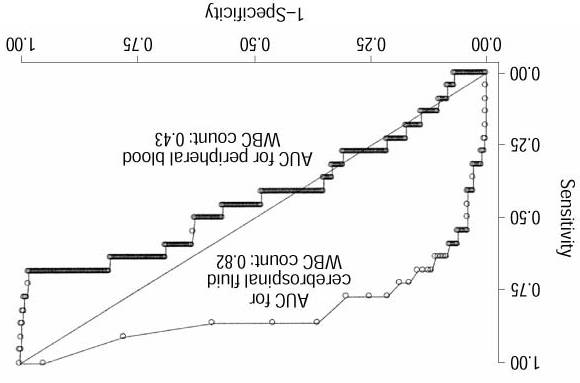 1–Specificity
1.00 0.75 0.50 0.25 0.00
0.00
0.25
0.50
0.75
1.00
Sensitivity
AUC for peripheral blood
WBC count: 0.43
AUC for
cerebrospinal fluid
WBC count: 0.82